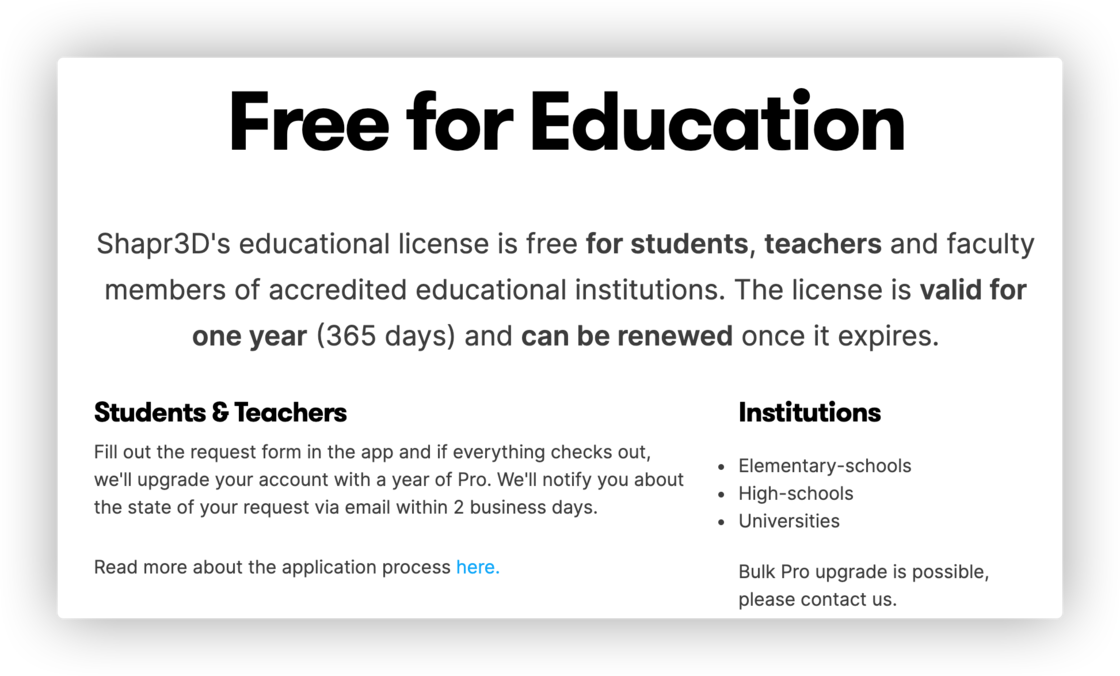 Free for Education
Shapr3D's educational license is free for students, teachers and faculty
members of accredited educational institutions. The license is valid for
one year (365 days) and can be renewed once it expires.
Students & Teachers
Fill out the request form in the app and if everything checks out,
we'll upgrade your account with a year of Pro. We'll notify you about
the state of your request via email within 2 business days.
Read more about the application process here.
Institutions
• Elementary-schools
• High-schools
• Universities
Bulk Pro upgrade is possible,
please contact us.